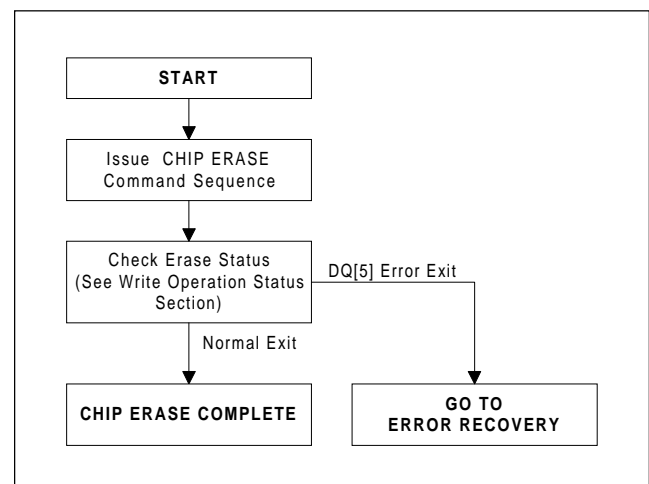 START
Issue CHIP ERASE
Command Sequence
Check Erase Status
(See Write Operation Status
Section)
DQ[5] Error Exit
Normal Exit
CHIP ERASE COMPLETE
GO TO
ERROR RECOVERY